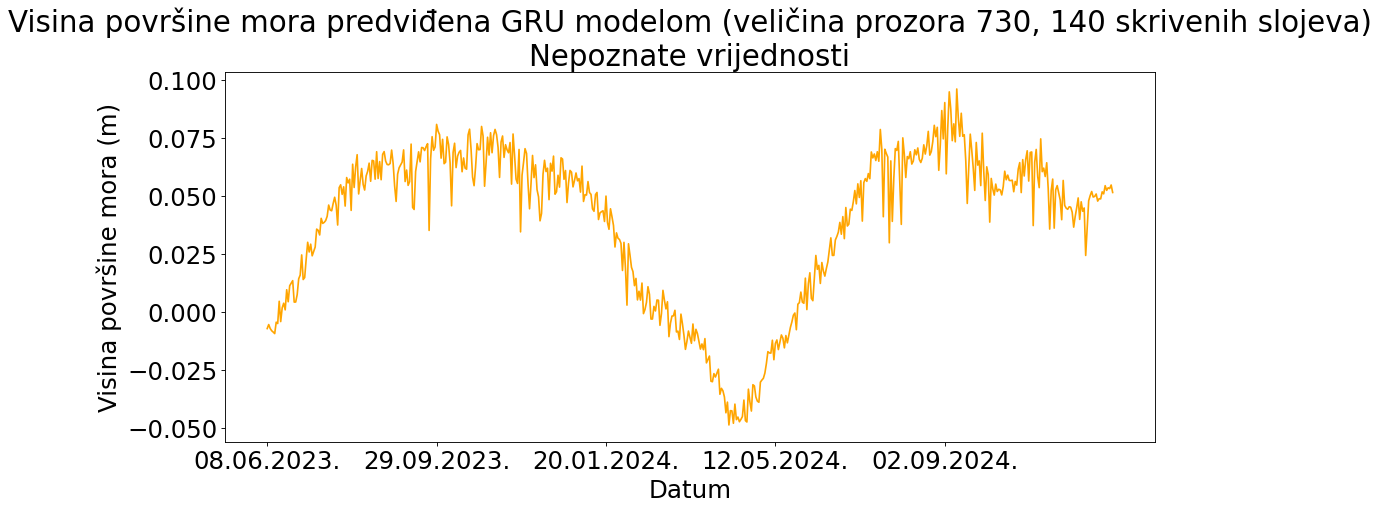 Visina površine mora predviđena GRU modelom (veličina prozora 730, 140 skrivenih slojeva)
Nepoznate vrijednosti
Visina površine mora (m)
0.100
0.075
0.050
0.025
0.000
−0.025
−0.050
08.06.2023. 29.09.2023. 20.01.2024. 12.05.2024. 02.09.2024.
Datum